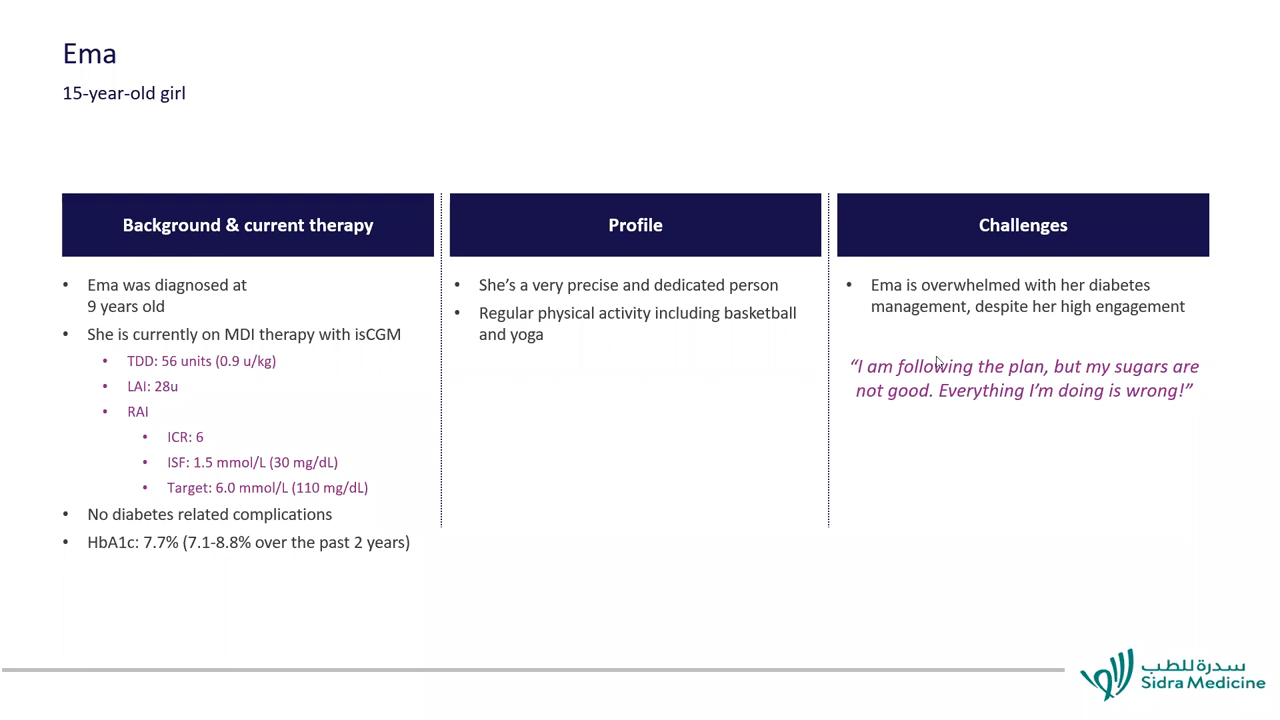 Ema
15-year-old girl
Background & current therapy
• Ema was diagnosed at
9 years old
• She is currently on MDI therapy with isCGM
• TDD: 56 units (0.9 u/kg)
• LAI: 28u
• RAI
• ICR: 6
• ISF: 1.5 mmol/L (30 mg/dL)
• Target: 6.0 mmol/L (110 mg/dL)
• No diabetes related complications
• HbA1c: 7.7% (7.1-8.8% over the past 2 years)
Profile
• She’s a very precise and dedicated person
• Regular physical activity including basketball
and yoga
Challenges
• Ema is overwhelmed with her diabetes
management, despite her high engagement
“I am following the plan, but my sugars are
not good. Everything I’m doing is wrong!”
سدرة للطب
Sidra Medicine